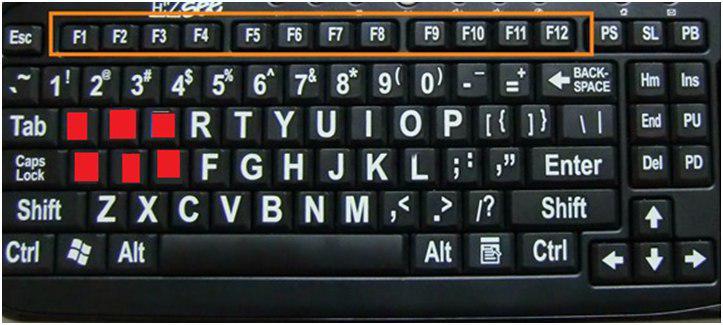 Esc F1 F2 F3 F4 F5 F6 F7 F8 F9 F10 F11 F12 PS SL PB
`~ 1! 2@ 3# 4$ 5% 6^ 7& 8* 9( 0) -_ =+ BACK-SPACE Hm Ins
Tab R T Y U I O P [{ ]} \| End PU
Caps Lock F G H J K L ;: ," Enter Del PD
Shift Z X C V B N M ,< .> /? Shift
Ctrl Alt Alt Ctrl